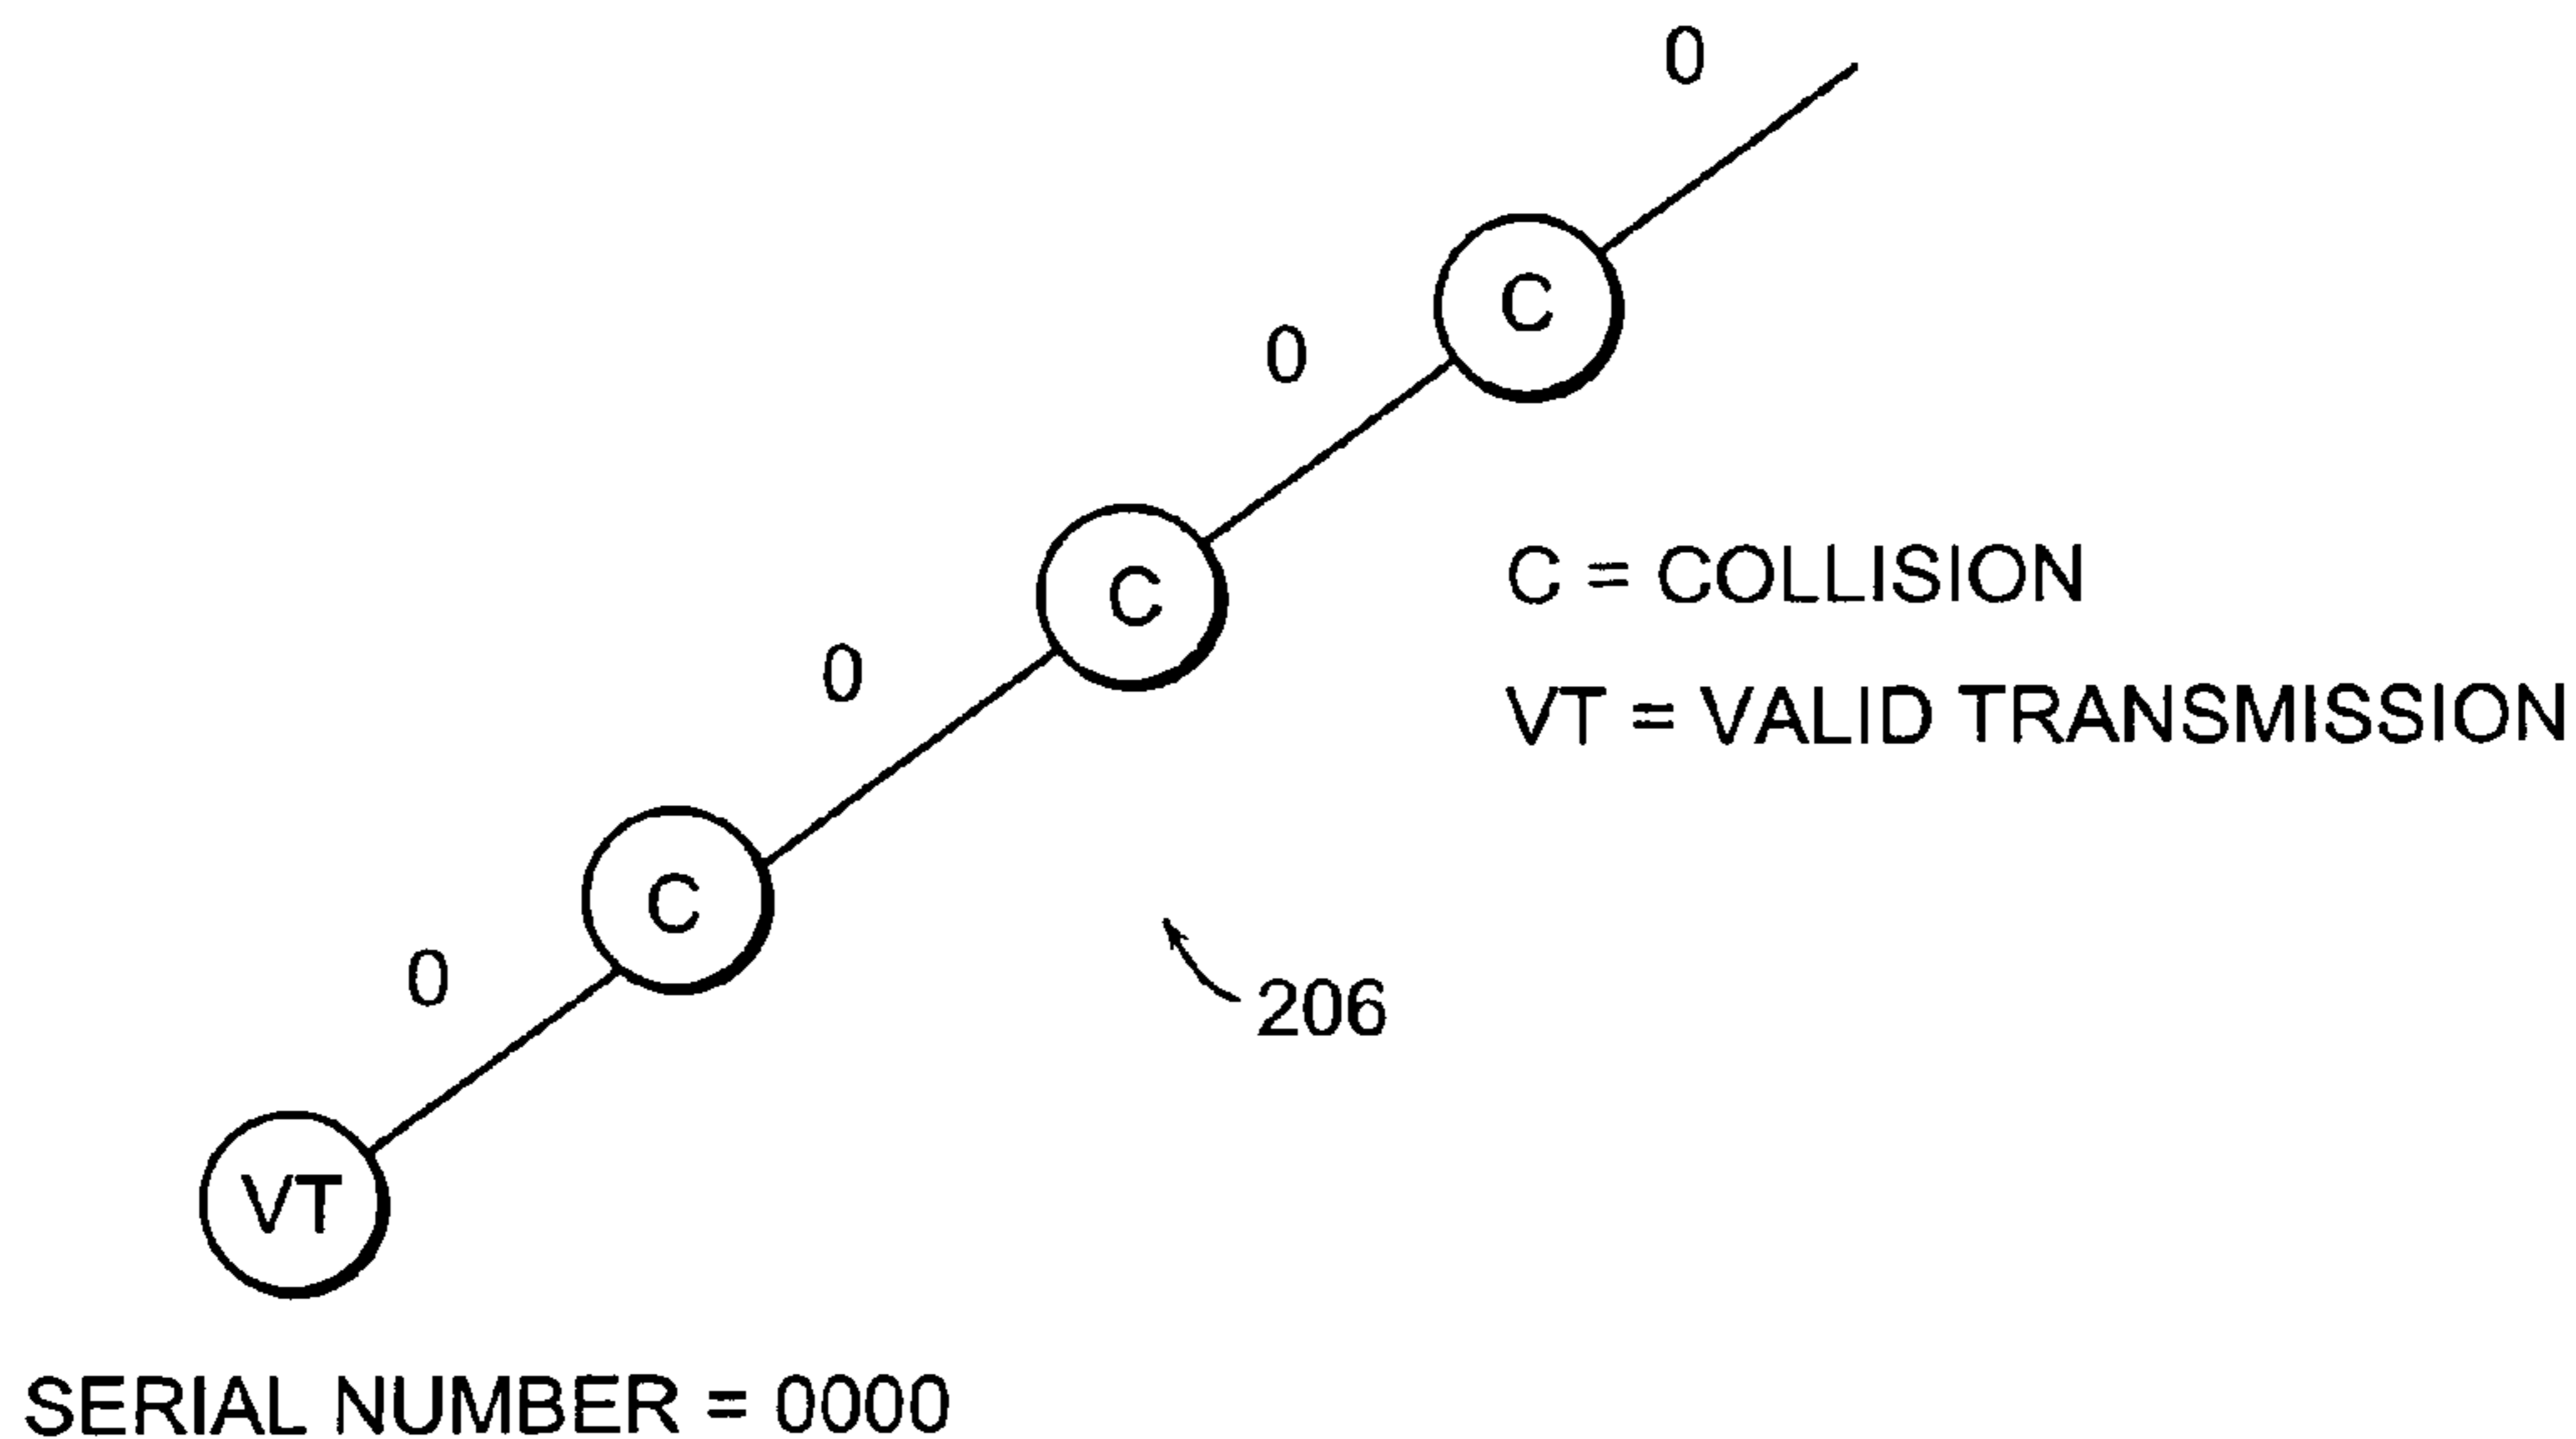 0
C
0
C
C = COLLISION
0
VT = VALID TRANSMISSION
C
0
206
VT
SERIAL NUMBER = 0000